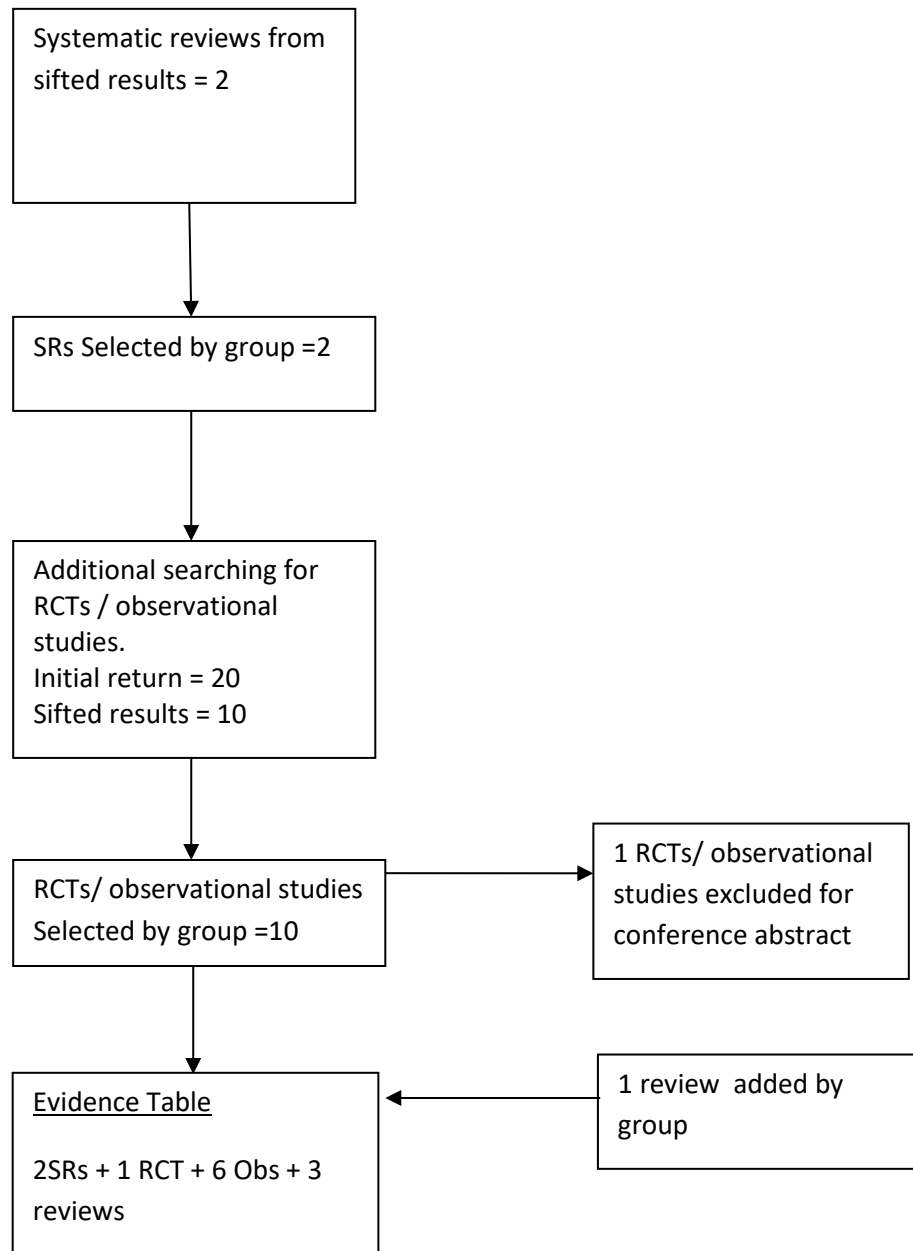 Systematic reviews from
sifted results = 2
SRs Selected by group =2
Additional searching for
RCTs / observational
studies.
Initial return = 20
Sifted results = 10
RCTs/ observational studies
Selected by group =10
1 RCTs/ observational
studies excluded for
conference abstract
Evidence Table
2SRs + 1 RCT + 6 Obs + 3
reviews
1 review  added by
group